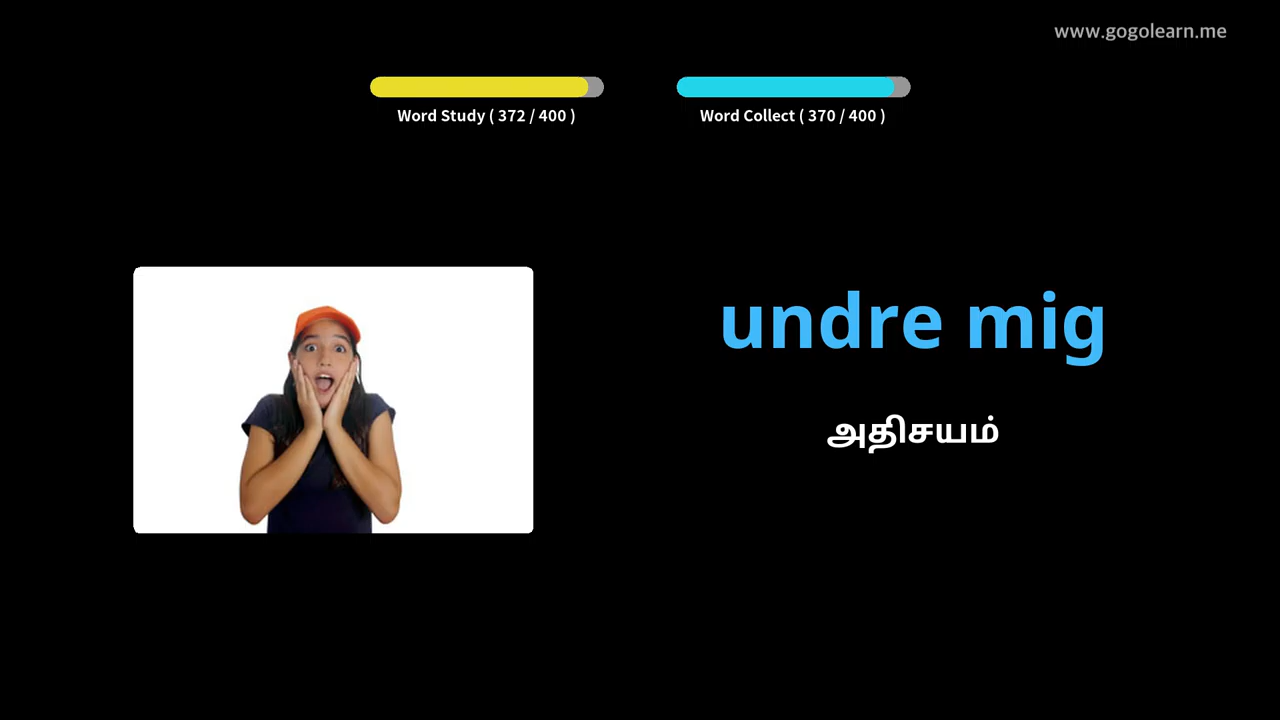 www.gogolearn.me
Word Study ( 372 / 400 )
Word Collect ( 370 / 400 )
undre mig
அதிசயம்